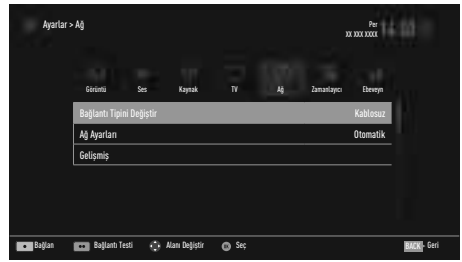 Ayarlar > Ağ
Per
XX XXX XXXX
Görüntü Ses Kaynak TV Ağ Zamanlayıcı Ebeveyn
Bağlantı Tipini Değiştir Kablosuz
Ağ Ayarları Otomatik
Gelişmiş
Bağlan Bağlantı Testi Alanı Değiştir Seç BACK Geri